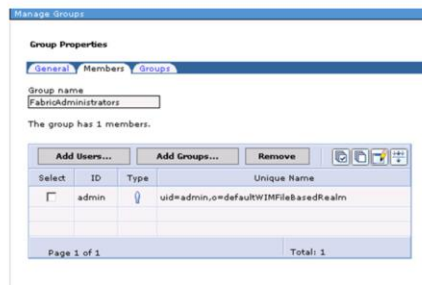 Manage Groups
Group Properties
General Members Groups
Group name
FabricAdministrators
The group has 1 members.
Add Users... Add Groups... Remove
Select ID Type Unique Name
admin uid=admin,o=defaultWIMFileBasedRealm
Page 1 of 1 Total: 1